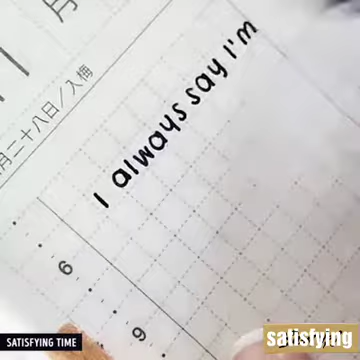 月
月二十八日/入梅
I always say I'm
6
9
SATISFYING TIME
satisfying